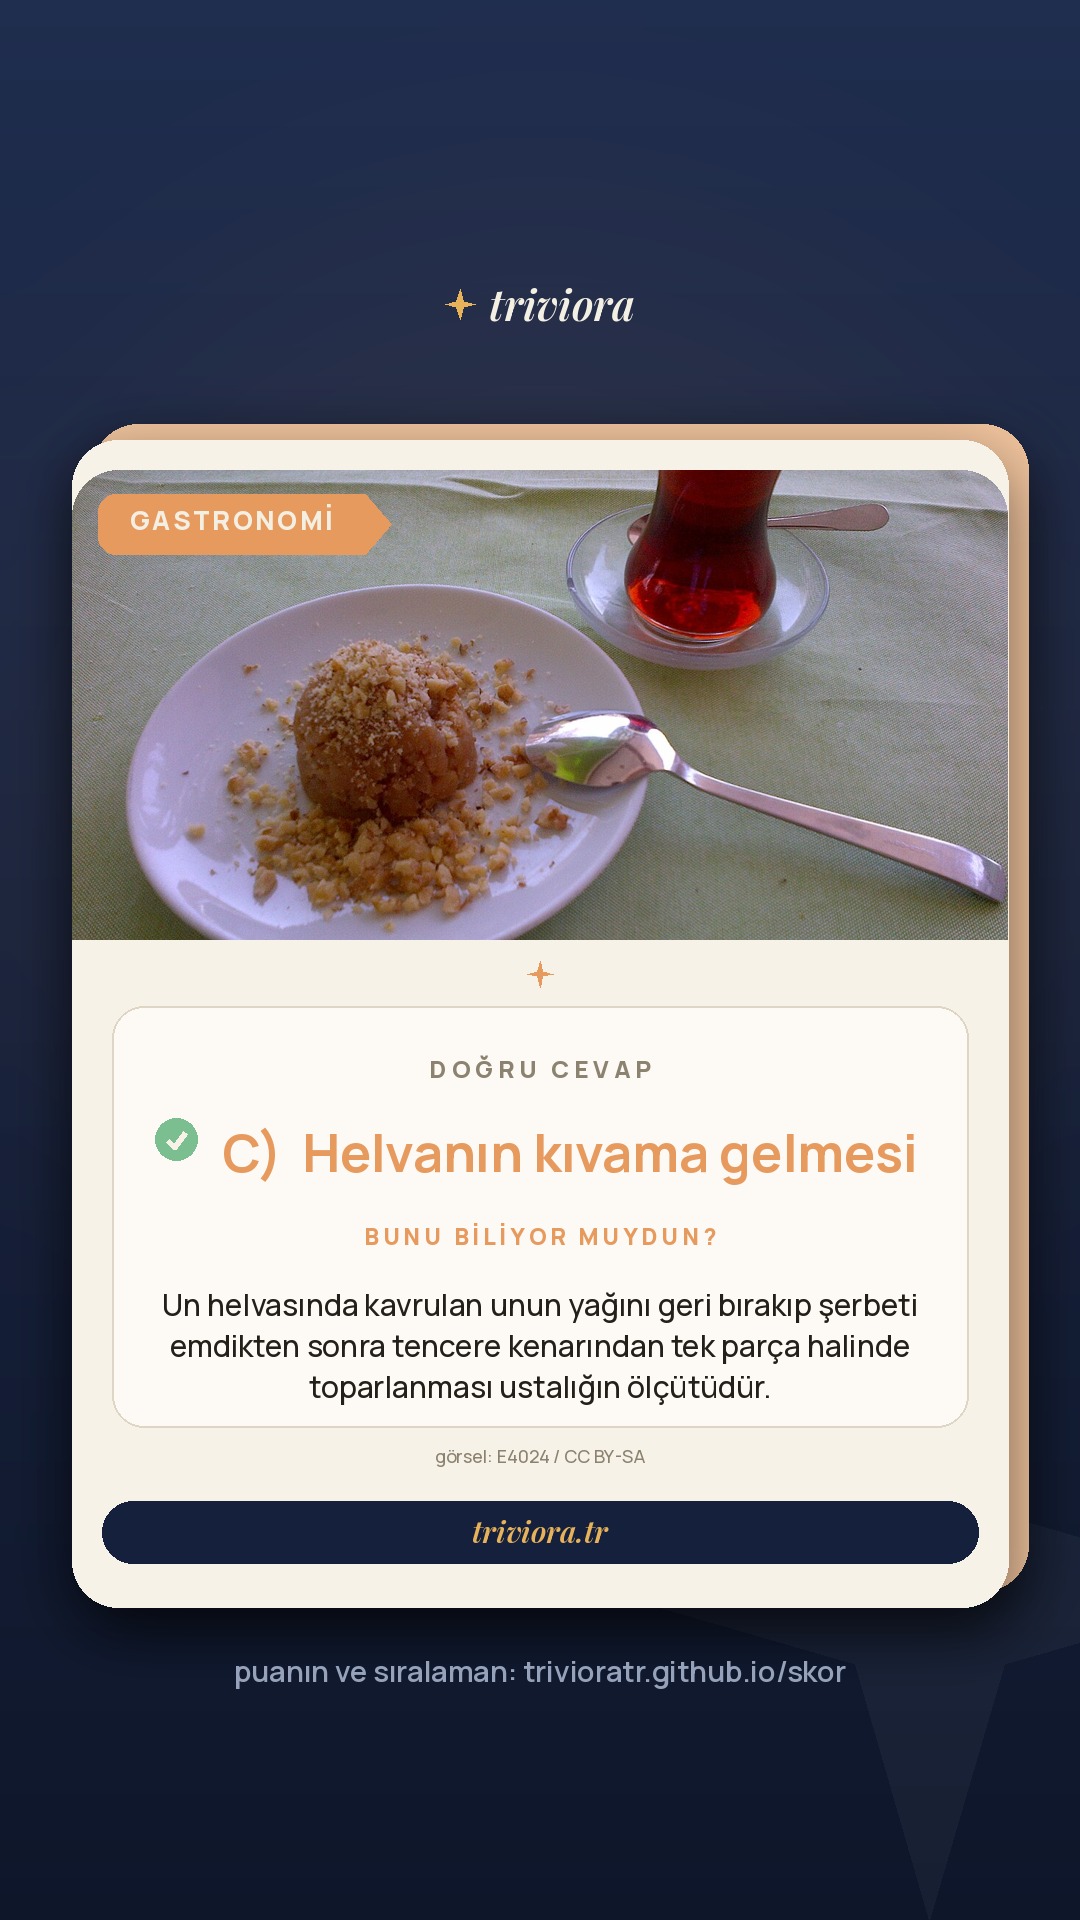 triviora
GASTRONOMİ
DOĞRU CEVAP
C) Helvanın kıvama gelmesi
BUNU BİLİYOR MUYDUN?
Un helvasında kavrulan unun yağını geri bırakıp şerbeti
emdikten sonra tencere kenarından tek parça halinde
toparlanması ustalığın ölçütüdür.
görsel: E4024 / CC BY-SA
triviora.tr
puanın ve sıralaman: trivioratr.github.io/skor